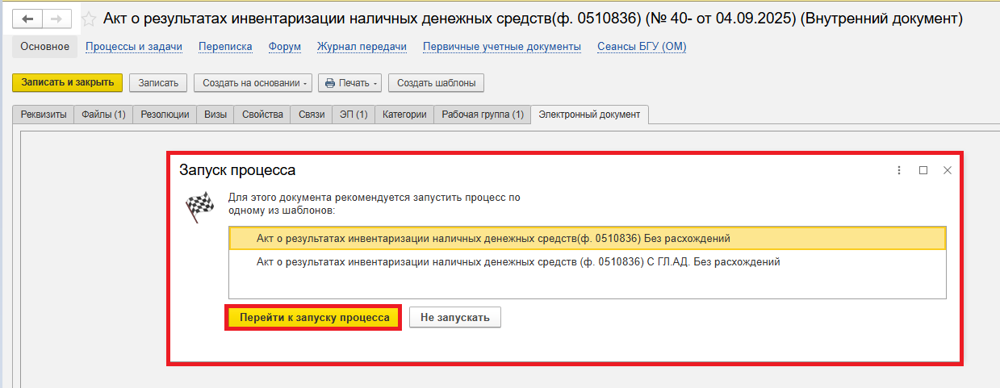 Акт о результатах инвентаризации наличных денежных средств(ф. 0510836) (№ 40- от 04.09.2025) (Внутренний документ)
Основное Процессы и задачи Переписка Форум Журнал передачи Первичные учетные документы Сеансы БГУ (ОМ)
Записать и закрыть Записать Создать на основании Печать Создать шаблоны
Реквизиты Файлы (1) Резолюции Визы Свойства Связи ЭП (1) Категории Рабочая группа (1) Электронный документ
Запуск процесса
Для этого документа рекомендуется запустить процесс по
одному из шаблонов:
Акт о результатах инвентаризации наличных денежных средств(ф. 0510836) Без расхождений
Акт о результатах инвентаризации наличных денежных средств (ф. 0510836) С ГЛ.АД. Без расхождений
Перейти к запуску процесса Не запускать